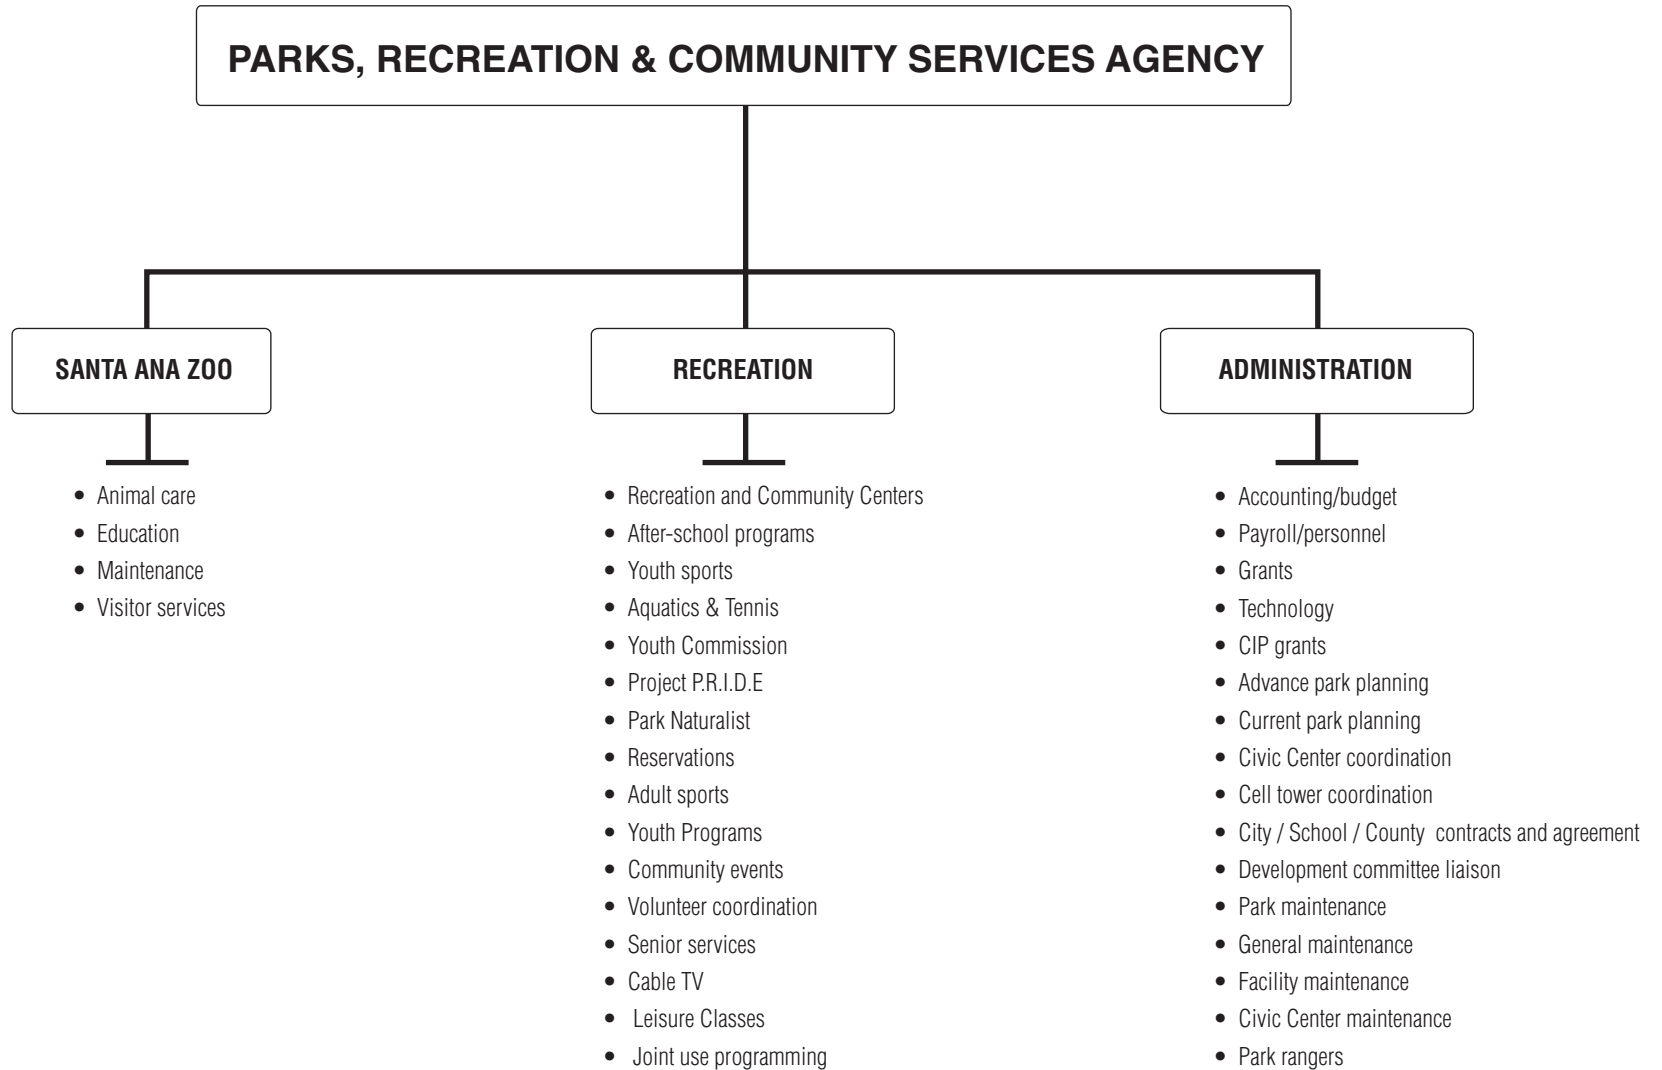 PARKS, RECREATION & COMMUNITY SERVICES AGENCY
SANTA ANA ZOO
• Animal care
• Education
• Maintenance
• Visitor services
RECREATION
• Recreation and Community Centers
• After-school programs
• Youth sports
• Aquatics & Tennis
• Youth Commission
• Project P.R.I.D.E
• Park Naturalist
• Reservations
• Adult sports
• Youth Programs
• Community events
• Volunteer coordination
• Senior services
• Cable TV
• Leisure Classes
• Joint use programming
ADMINISTRATION
• Accounting/budget
• Payroll/personnel
• Grants
• Technology
• CIP grants
• Advance park planning
• Current park planning
• Civic Center coordination
• Cell tower coordination
• City / School / County contracts and agreement
• Development committee liaison
• Park maintenance
• General maintenance
• Facility maintenance
• Civic Center maintenance
• Park rangers